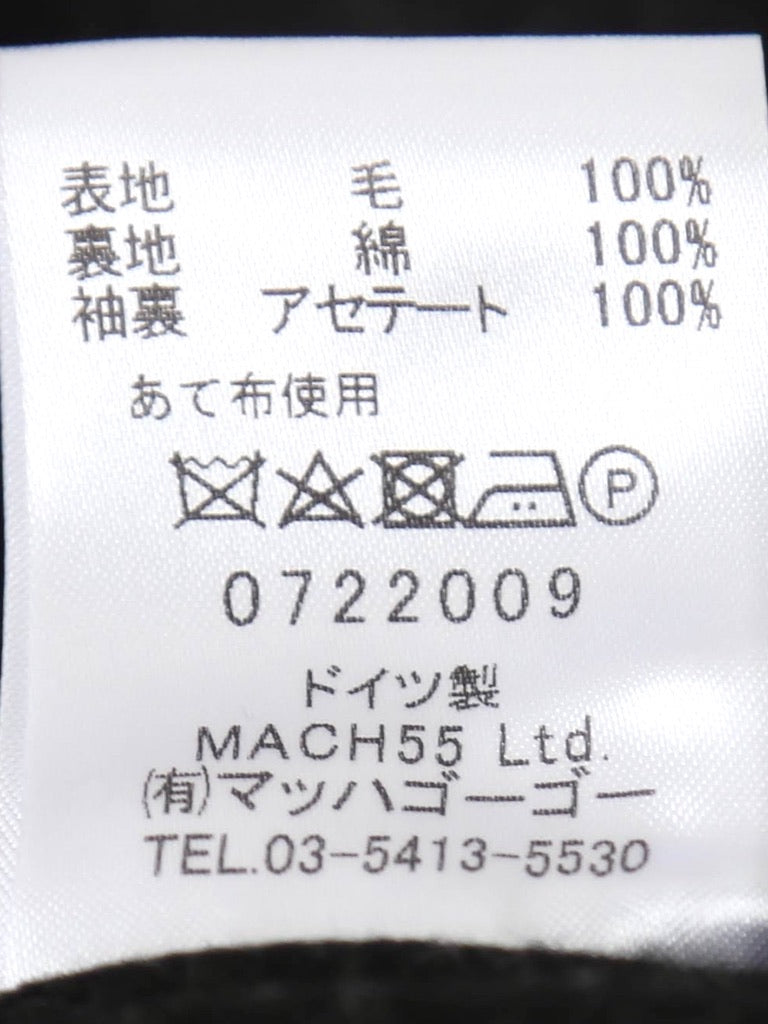 表地 毛 100%
裏地 綿 100%
袖裏 アセテート 100%
あて布使用
P
0722009
ドイツ製
MACH55 Ltd.
(有)マッハゴーゴー
TEL.03-5413-5530